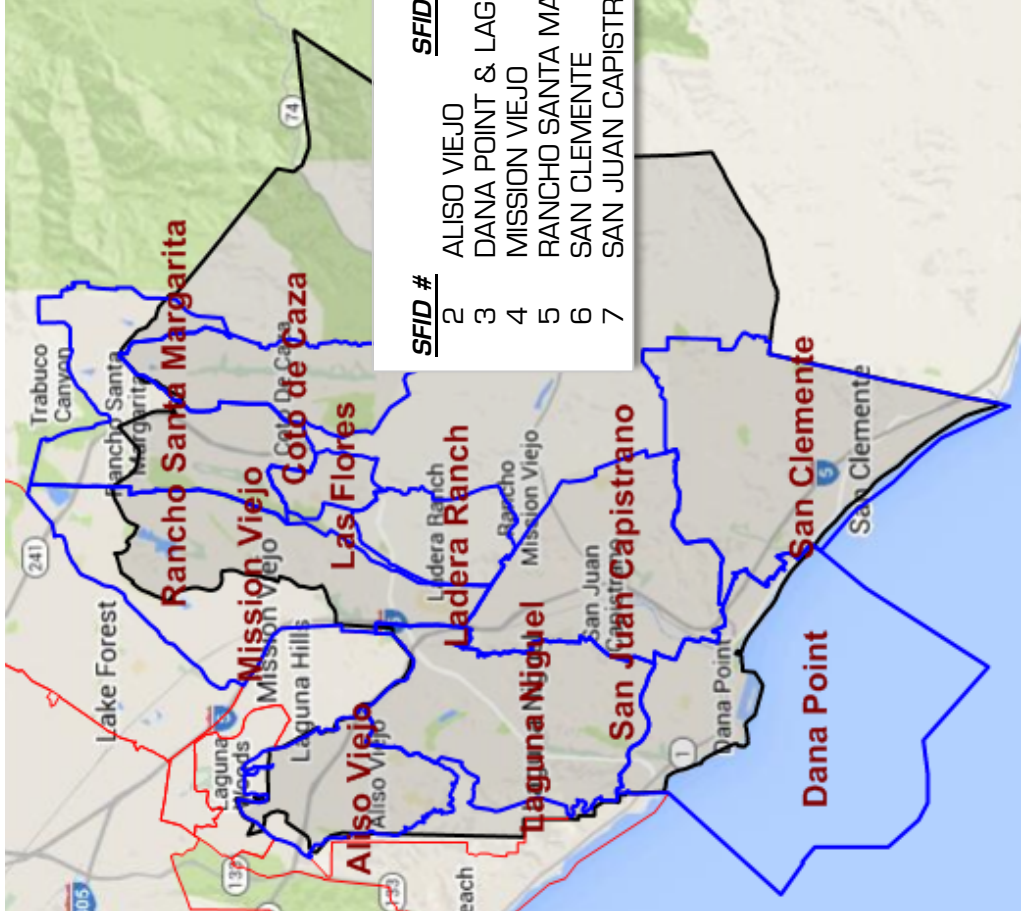 SFID #
SFID
2 ALISO VIEJO
3 DANA POINT & LAG
4 MISSION VIEJO
5 RANCHO SANTA MA
6 SAN CLEMENTE
7 SAN JUAN CAPISTR
74
Trabuco
Canyon
Rancho Santa
Margarita
Rancho Santa Margarita
241
Coto De Caza
Coto de Caza
Lake Forest
Mission Viejo
Mission Viejo
Las Flores
Laguna Hills
Laguna
Woods
Ladera Ranch
Ladera Ranch
Rancho
Mission Viejo
Aliso Viejo
Aliso Viejo
133
133
05
each
Laguna Niguel
San Juan
Capistrano
San Juan Capistrano
5
San Clemente
San Clemente
1
Dana Point
Dana Point